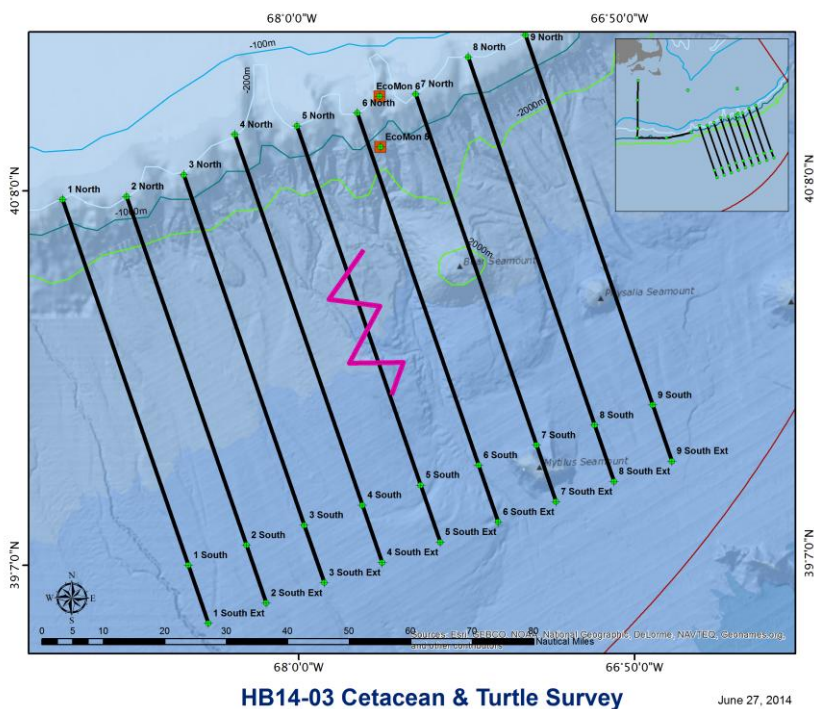 68°0'0"W
66°50'0"W
9 North
-100m
8 North
-200m
EcoMon 6
7 North
6 North
5 North
-2000m
EcoMon 5
4 North
3 North
40°8'0"N
40°8'0"N
2 North
1 North
-1000m
2000m
Bear Seamount
Physalia Seamount
9 South
8 South
7 South
6 South
9 South Ext
Mytilus Seamount
8 South Ext
5 South
7 South Ext
4 South
6 South Ext
3 South
5 South Ext
2 South
4 South Ext
39°7'0"N
39°7'0"N
1 South
3 South Ext
2 South Ext
N
W E
S
1 South Ext
0 5 10 20 30 40 50 60 70 80
Nautical Miles
Sources: Esri, GEBCO, NOAA, National Geographic, DeLorme, NAVTEQ, Geonames.org,
and other contributors
68°0'0"W
66°50'0"W
HB14-03 Cetacean & Turtle Survey
June 27, 2014